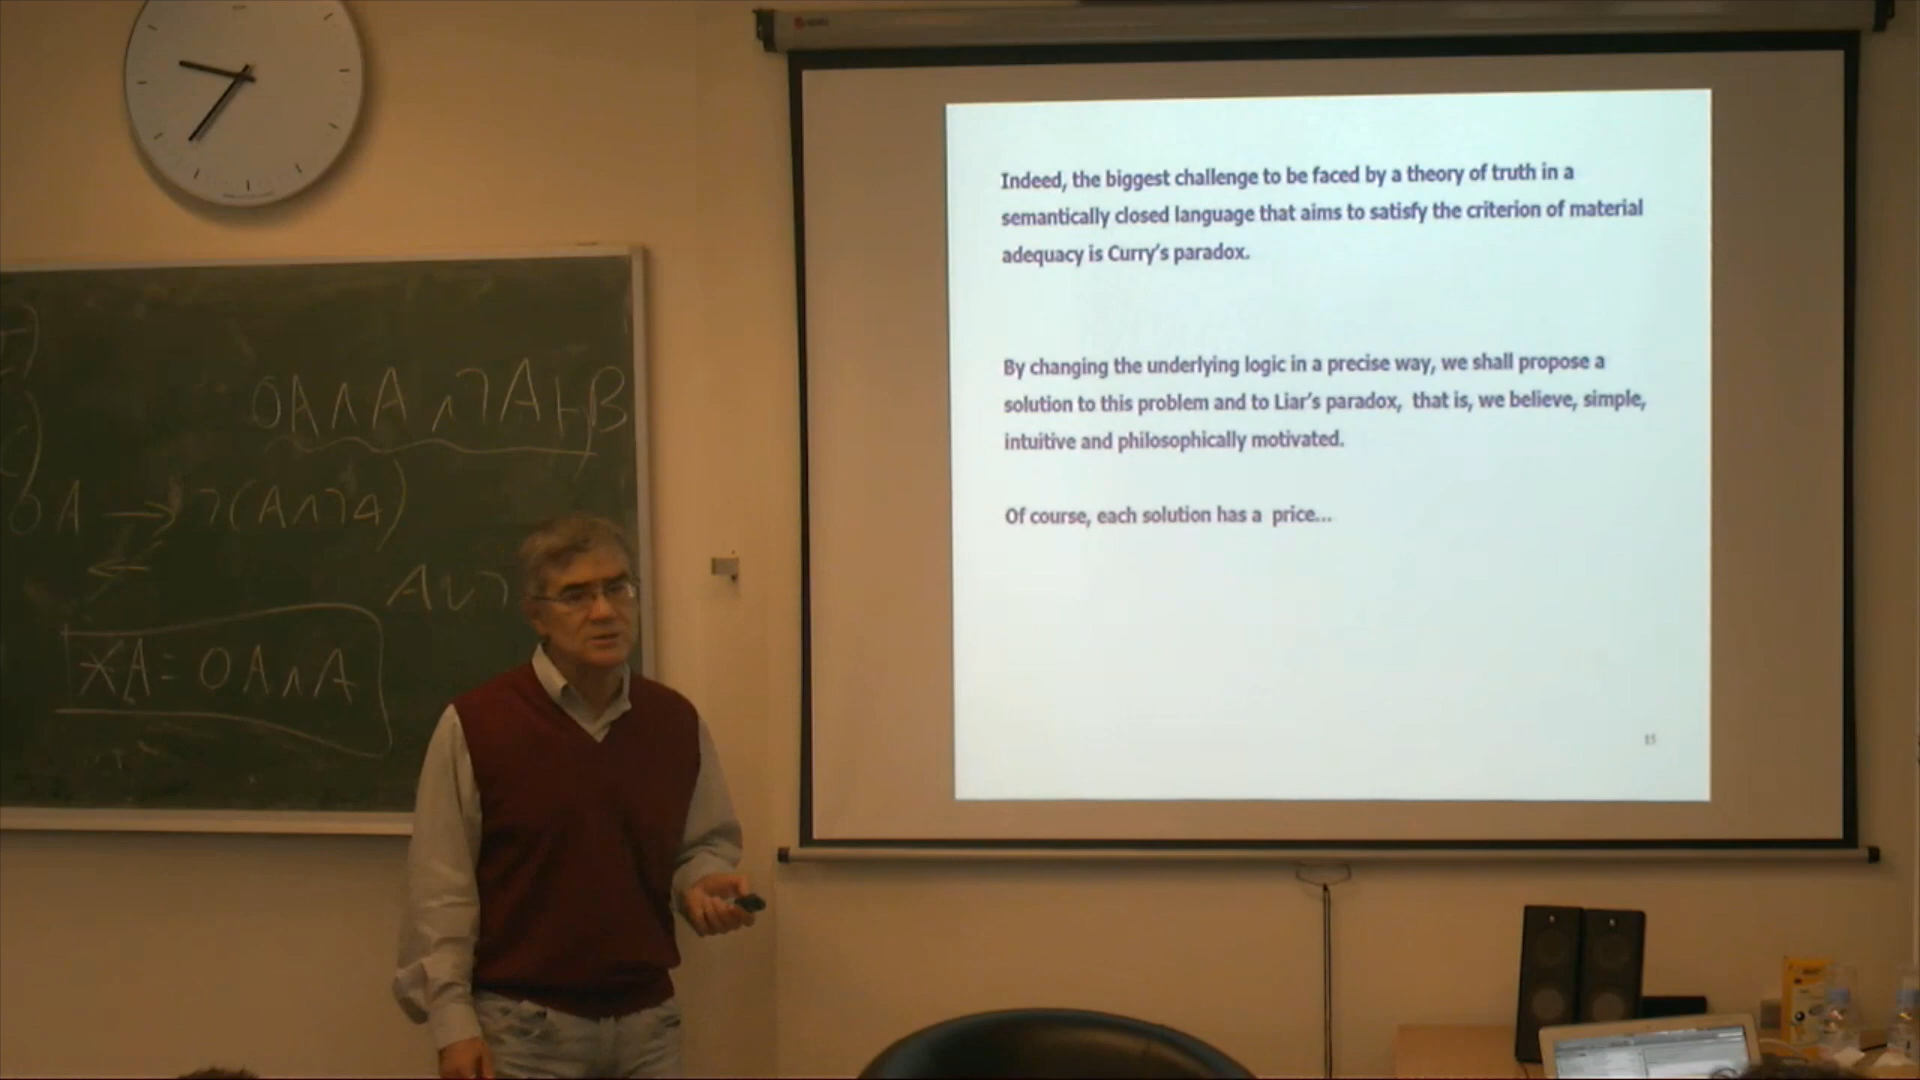 OA∧A∧¬A⊢B
OA → ¬(A∧¬A)
←
A∨¬
*A = OA∧A
Indeed, the biggest challenge to be faced by a theory of truth in a
semantically closed language that aims to satisfy the criterion of material
adequacy is Curry's paradox.
By changing the underlying logic in a precise way, we shall propose a
solution to this problem and to Liar's paradox, that is, we believe, simple,
intuitive and philosophically motivated.
Of course, each solution has a price...
15